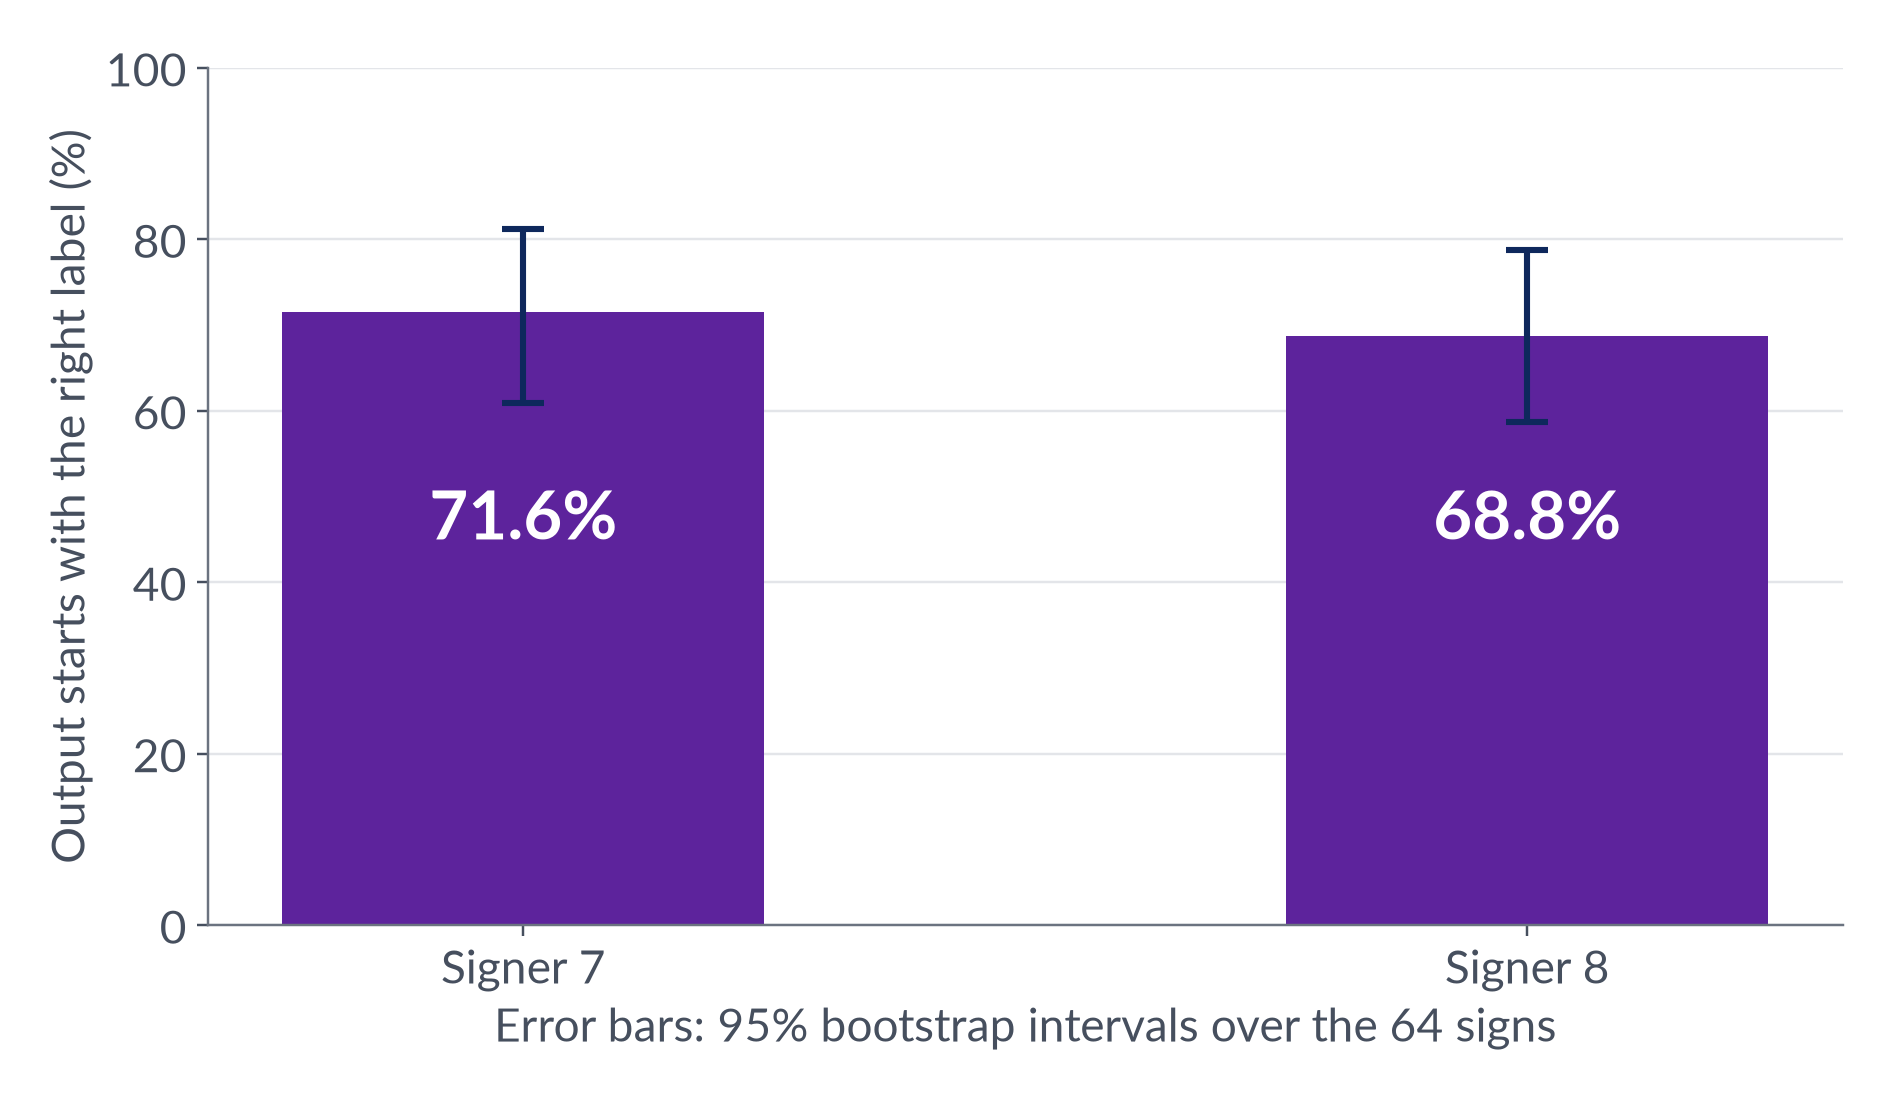 Output starts with the right label (%)
100
80
60
40
20
0
71.6%
68.8%
Signer 7
Signer 8
Error bars: 95% bootstrap intervals over the 64 signs